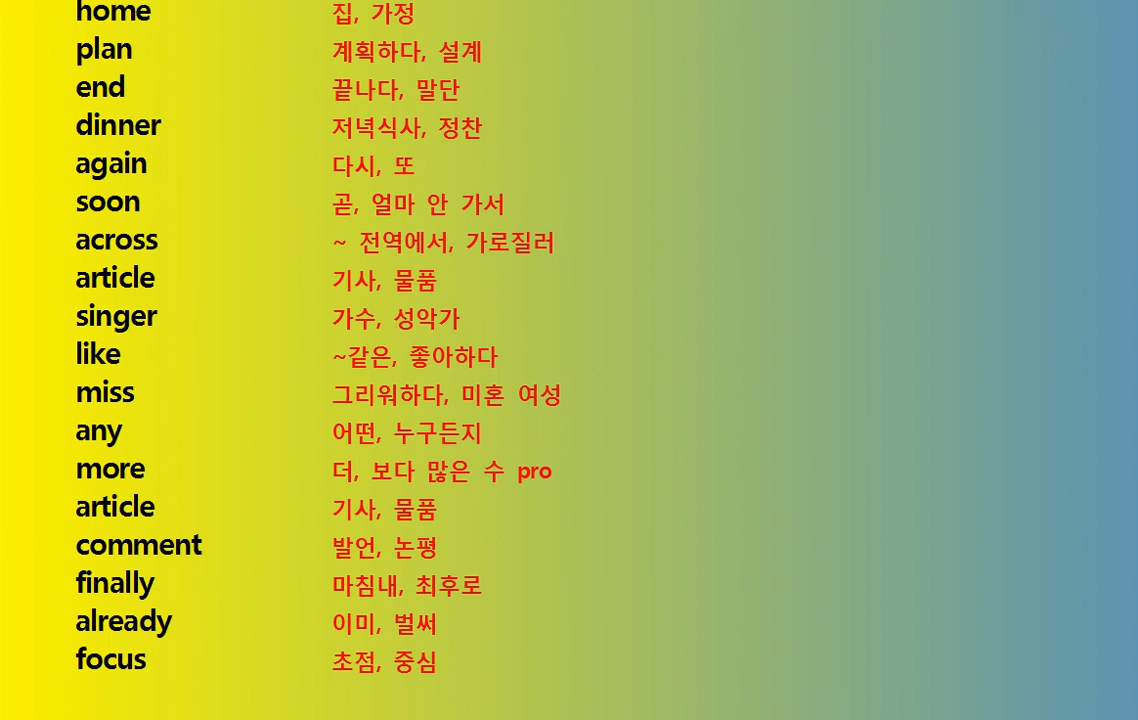 home 집, 가정
plan 계획하다, 설계
end 끝나다, 말단
dinner 저녁식사, 정찬
again 다시, 또
soon 곧, 얼마 안 가서
across ~ 전역에서, 가로질러
article 기사, 물품
singer 가수, 성악가
like ~같은, 좋아하다
miss 그리워하다, 미혼 여성
any 어떤, 누구든지
more 더, 보다 많은 수 pro
article 기사, 물품
comment 발언, 논평
finally 마침내, 최후로
already 이미, 벌써
focus 초점, 중심